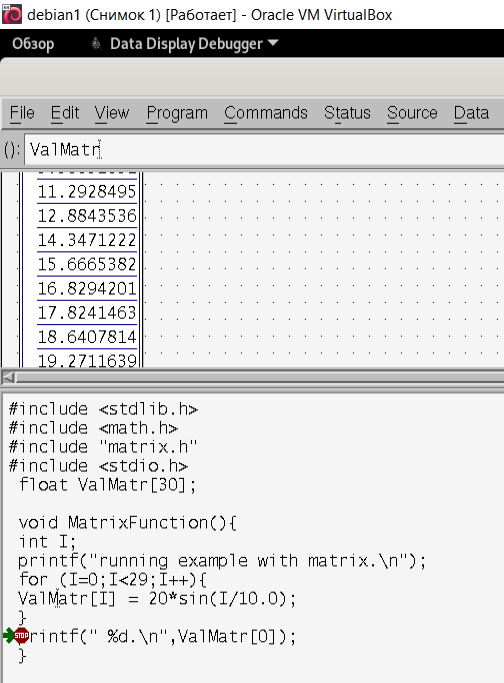 debian1 (Снимок 1) [Работает] - Oracle VM VirtualBox
Обзор Data Display Debugger
File Edit View Program Commands Status Source Data
(): ValMatr
11.2928495
12.8843536
14.3471222
15.6665382
16.8294201
17.8241463
18.6407814
19.2711639
#include <stdlib.h>
#include <math.h>
#include "matrix.h"
#include <stdio.h>
float ValMatr[30];
void MatrixFunction(){
int I;
printf("running example with matrix.\n");
for (I=0;I<29;I++){
ValMatr[I] = 20*sin(I/10.0);
}
STOP rintf(" %d.\n",ValMatr[0]);
}